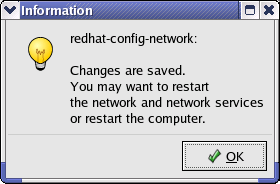 Information
redhat-config-network:
Changes are saved.
You may want to restart
the network and network services
or restart the computer.
OK